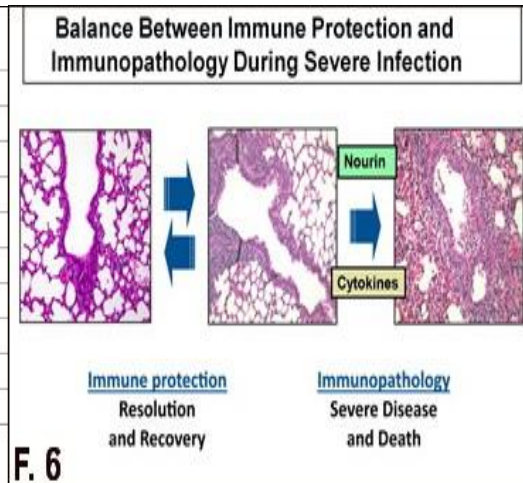 Balance Between Immune Protection and
Immunopathology During Severe Infection
Nourin
Cytokines
Immune protection
Resolution
and Recovery
Immunopathology
Severe Disease
and Death
F. 6